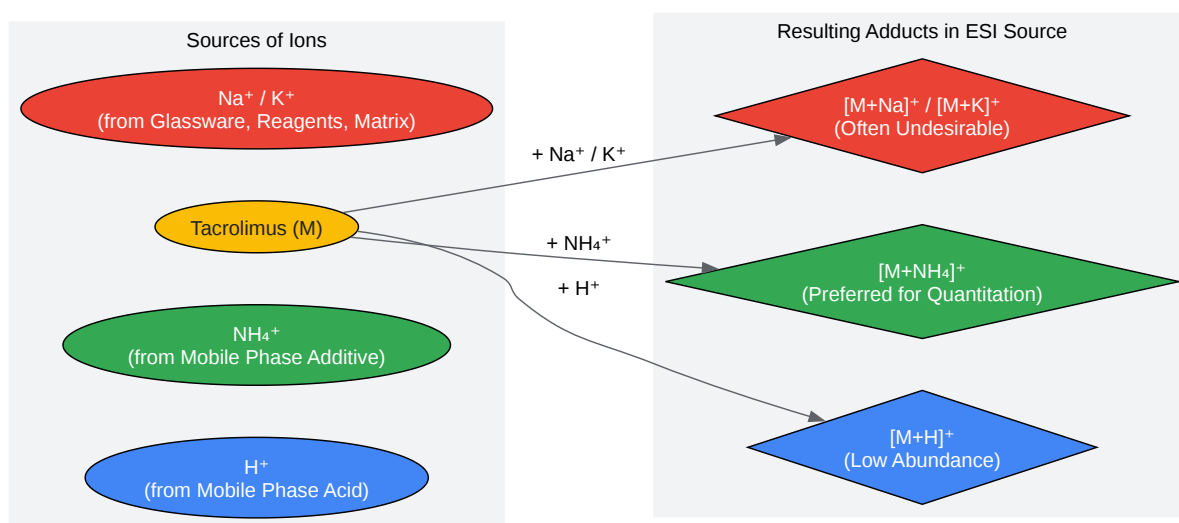 Sources of Ions
Na⁺ / K⁺
(from Glassware, Reagents, Matrix)
Tacrolimus (M)
NH₄⁺
(from Mobile Phase Additive)
H⁺
(from Mobile Phase Acid)
+ Na⁺ / K⁺
+ NH₄⁺
+ H⁺
Resulting Adducts in ESI Source
[M+Na]⁺ / [M+K]⁺
(Often Undesirable)
[M+NH₄]⁺
(Preferred for Quantitation)
[M+H]⁺
(Low Abundance)